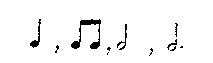 ♩ , ♫ , 𝅗𝅥 , 𝅗𝅥.